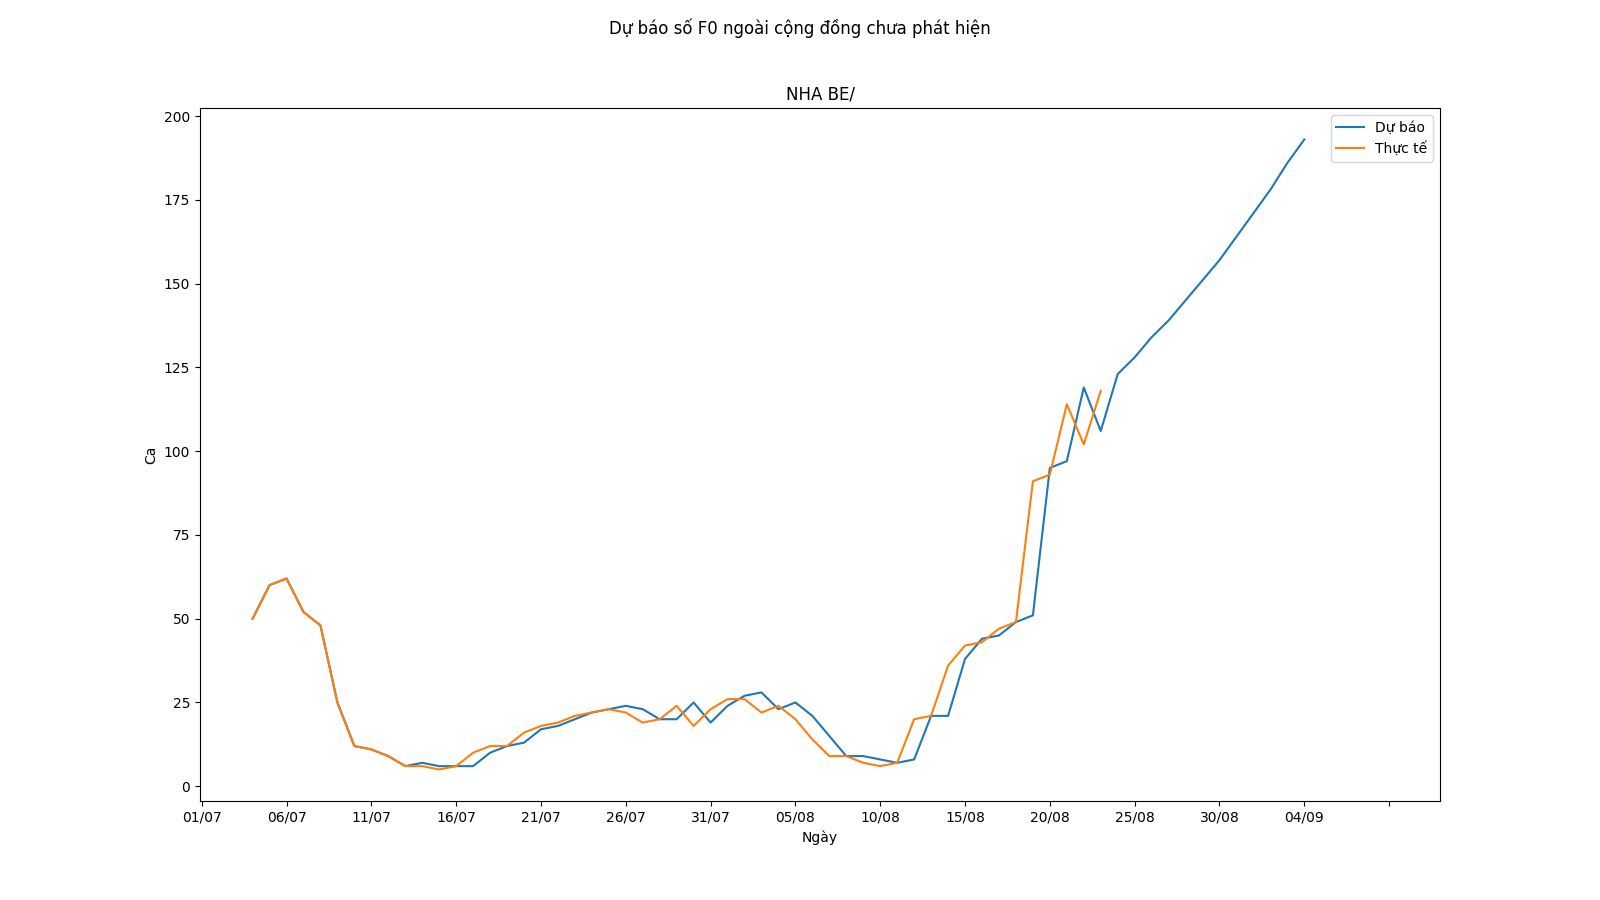 Dự báo số F0 ngoài cộng đồng chưa phát hiện
NHA BE/
Dự báo
Thực tế
200
175
150
125
100
75
50
25
0
Ca
01/07 06/07 11/07 16/07 21/07 26/07 31/07 05/08 10/08 15/08 20/08 25/08 30/08 04/09
Ngày